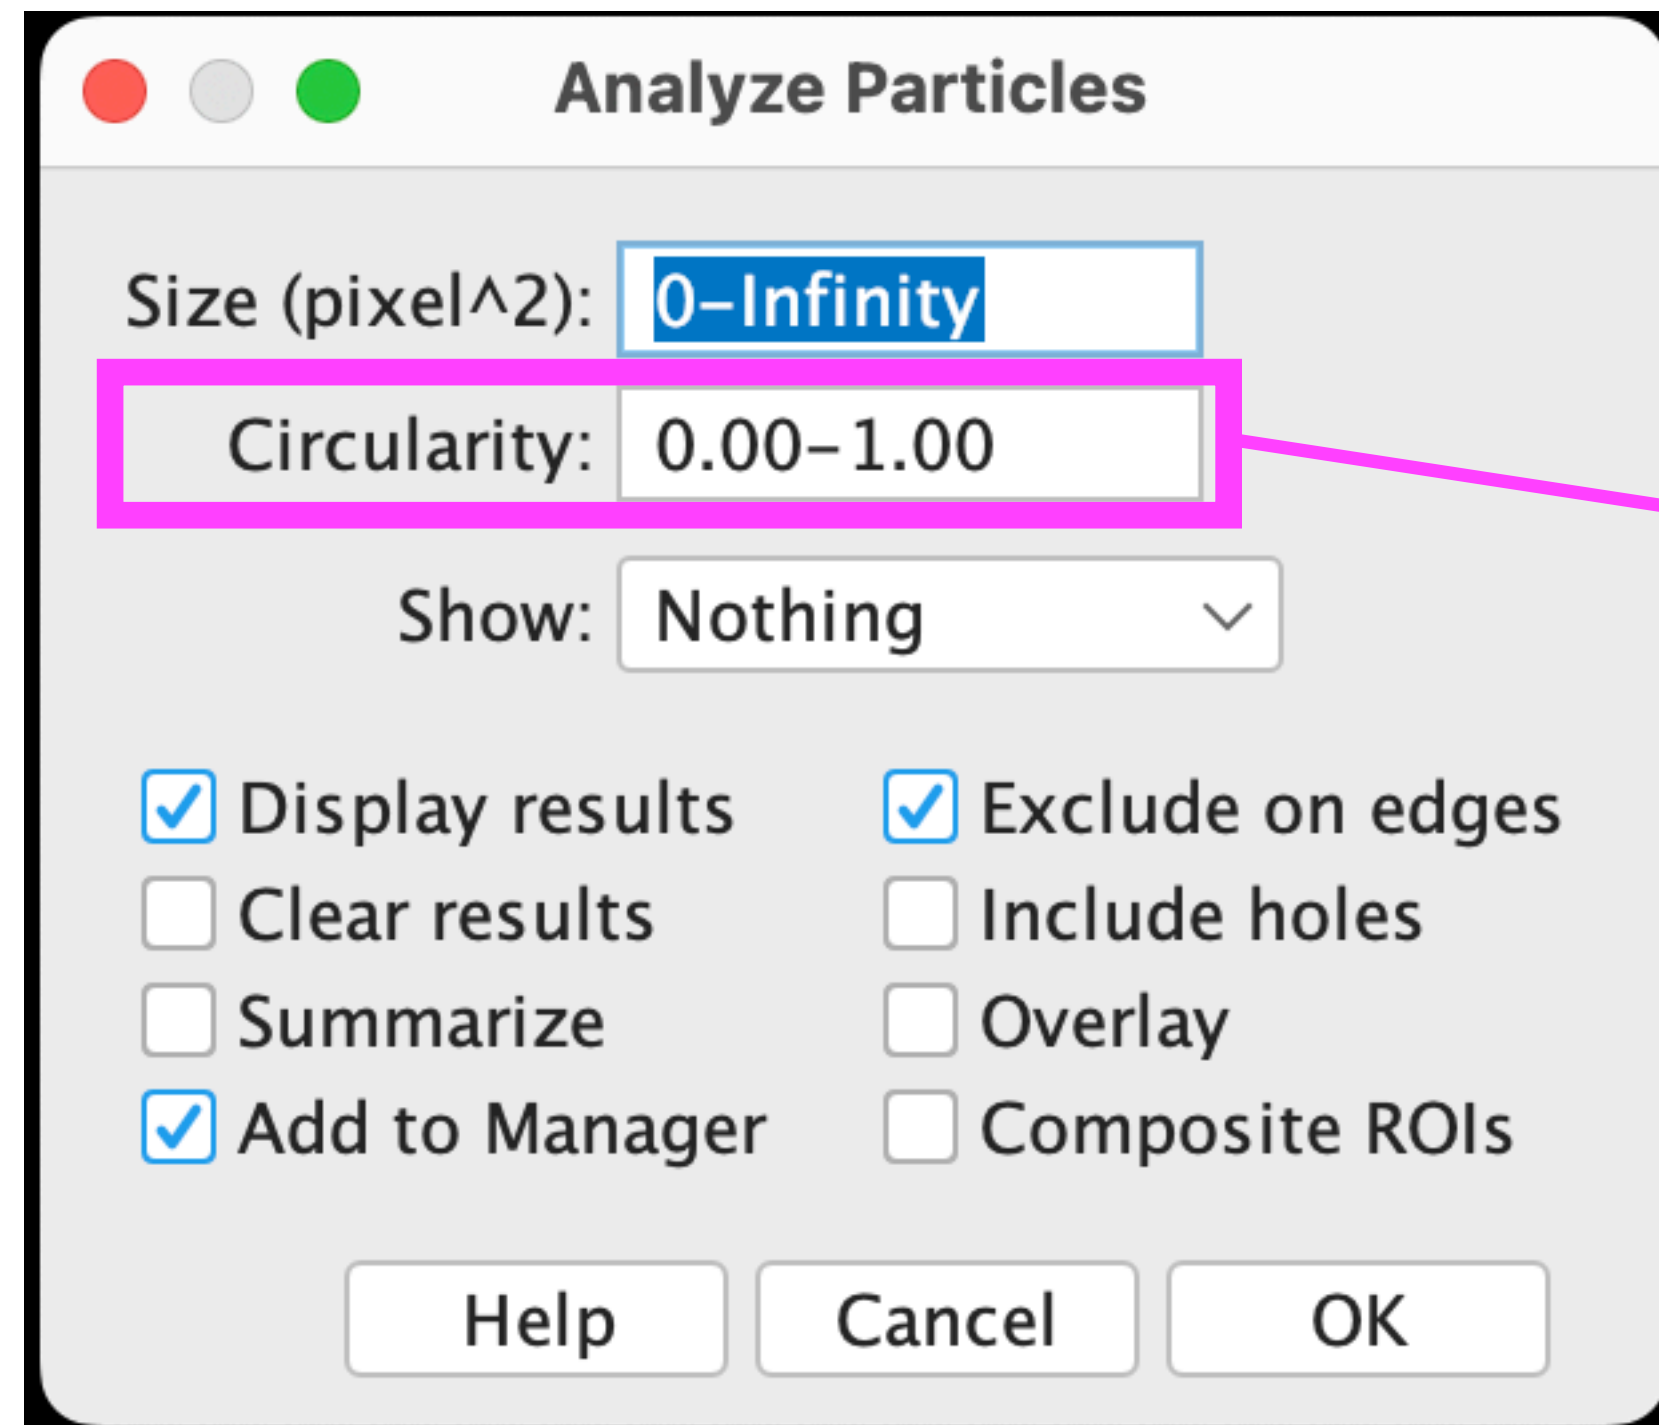 Analyze Particles
Size (pixel^2): 0–Infinity
Circularity: 0.00–1.00
Show: Nothing
Display results Exclude on edges
Clear results Include holes
Summarize Overlay
Add to Manager Composite ROIs
Help Cancel OK